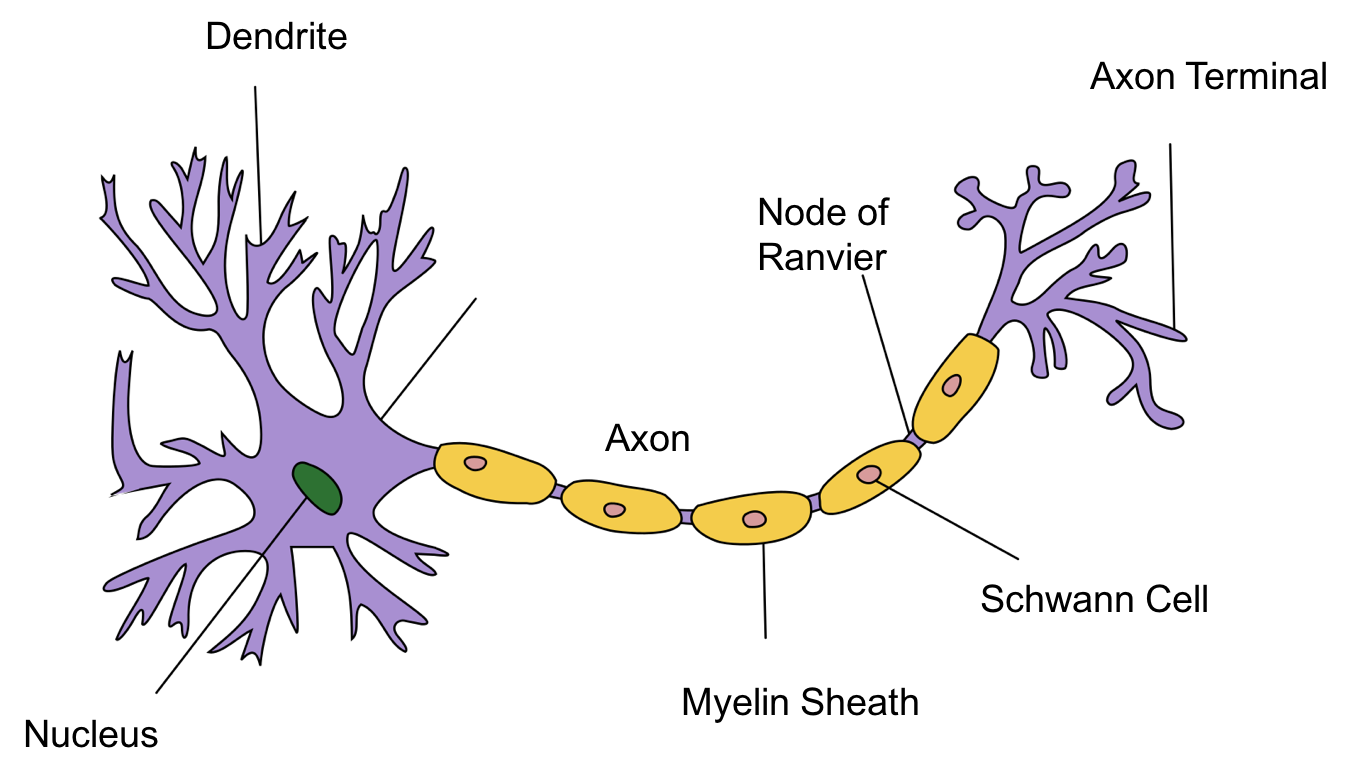 Dendrite
Axon Terminal
Node of
Ranvier
Axon
Schwann Cell
Myelin Sheath
Nucleus